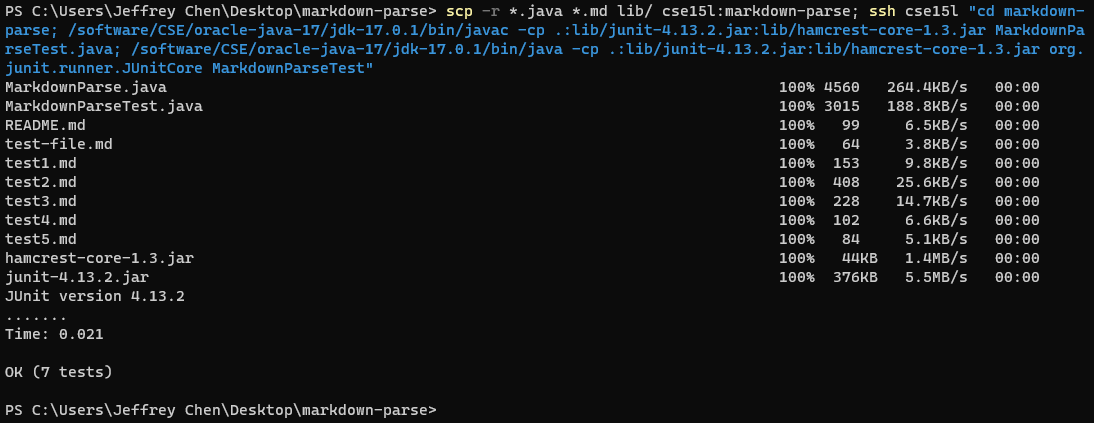 PS C:\Users\Jeffrey Chen\Desktop\markdown-parse> scp -r *.java *.md lib/ cse15l:markdown-parse; ssh cse15l "cd markdown-
parse; /software/CSE/oracle-java-17/jdk-17.0.1/bin/javac -cp .:lib/junit-4.13.2.jar:lib/hamcrest-core-1.3.jar MarkdownPa
rseTest.java; /software/CSE/oracle-java-17/jdk-17.0.1/bin/java -cp .:lib/junit-4.13.2.jar:lib/hamcrest-core-1.3.jar org.
junit.runner.JUnitCore MarkdownParseTest"
MarkdownParse.java 100% 4560 264.4KB/s 00:00
MarkdownParseTest.java 100% 3015 188.8KB/s 00:00
README.md 100% 99 6.5KB/s 00:00
test-file.md 100% 64 3.8KB/s 00:00
test1.md 100% 153 9.8KB/s 00:00
test2.md 100% 408 25.6KB/s 00:00
test3.md 100% 228 14.7KB/s 00:00
test4.md 100% 102 6.6KB/s 00:00
test5.md 100% 84 5.1KB/s 00:00
hamcrest-core-1.3.jar 100% 44KB 1.4MB/s 00:00
junit-4.13.2.jar 100% 376KB 5.5MB/s 00:00
JUnit version 4.13.2
.......
Time: 0.021
OK (7 tests)
PS C:\Users\Jeffrey Chen\Desktop\markdown-parse>